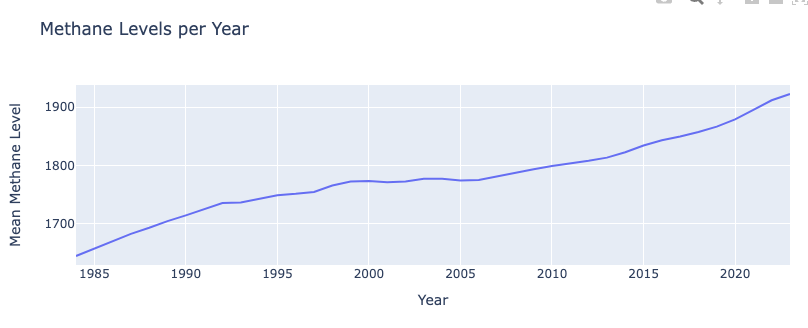 Methane Levels per Year
Mean Methane Level
1900
1800
1700
1985 1990 1995 2000 2005 2010 2015 2020
Year